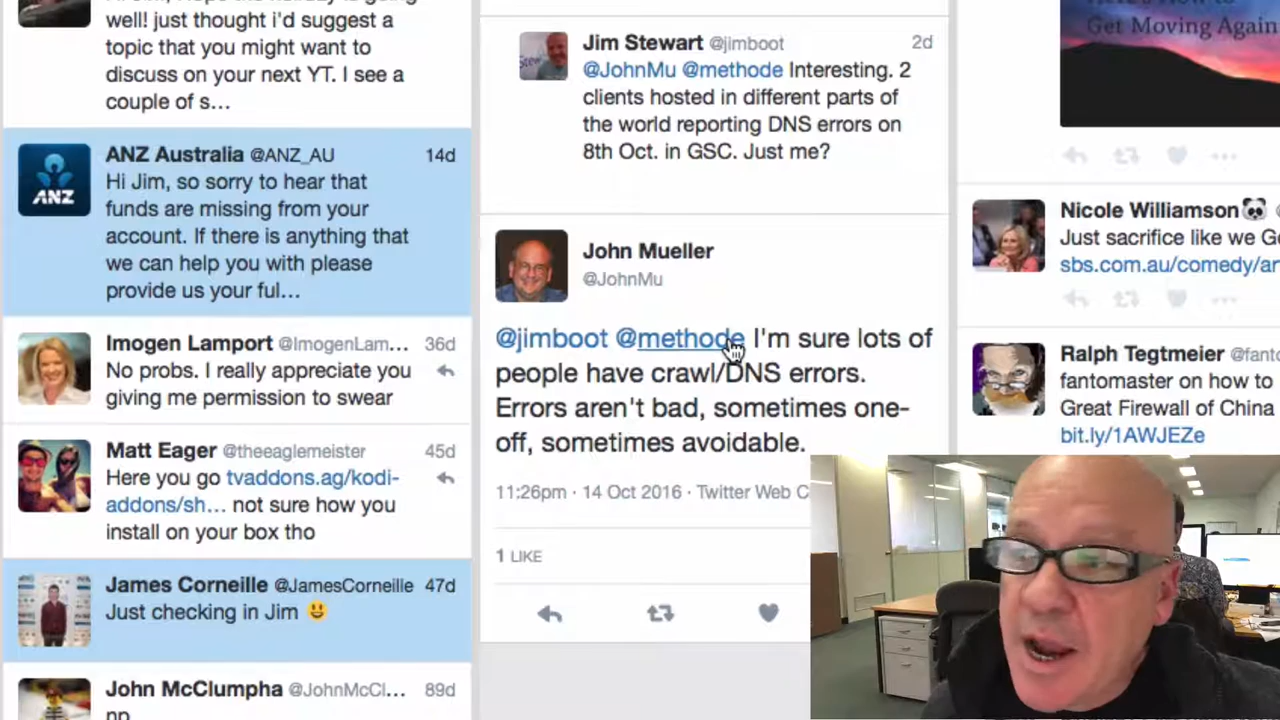 well! just thought i'd suggest a
topic that you might want to
discuss on your next YT. I see a
couple of s...
ANZ Australia @ANZ_AU 14d
ANZ
Hi Jim, so sorry to hear that
funds are missing from your
account. If there is anything that
we can help you with please
provide us your ful...
Imogen Lamport @ImogenLam... 36d
No probs. I really appreciate you
giving me permission to swear
Matt Eager @theeaglemeister 45d
Here you go tvaddons.ag/kodi-
addons/sh... not sure how you
install on your box tho
James Corneille @JamesCorneille 47d
Just checking in Jim 😃
John McClumpha @JohnMcCl... 89d
np
Jim Stewart @jimboot 2d
@JohnMu @methode Interesting. 2
clients hosted in different parts of
the world reporting DNS errors on
8th Oct. in GSC. Just me?
John Mueller
@JohnMu
@jimboot @methode I'm sure lots of
people have crawl/DNS errors.
Errors aren't bad, sometimes one-
off, sometimes avoidable.
11:26pm · 14 Oct 2016 · Twitter Web C
1 LIKE
Get Moving Again
Nicole Williamson🐼 @
Just sacrifice like we G
sbs.com.au/comedy/ar
Ralph Tegtmeier @fanto
fantomaster on how to
Great Firewall of China
bit.ly/1AWJEZe